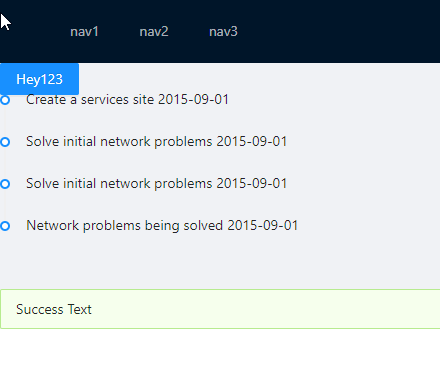 nav1 nav2 nav3
Hey123
Create a services site 2015-09-01
Solve initial network problems 2015-09-01
Solve initial network problems 2015-09-01
Network problems being solved 2015-09-01
Success Text